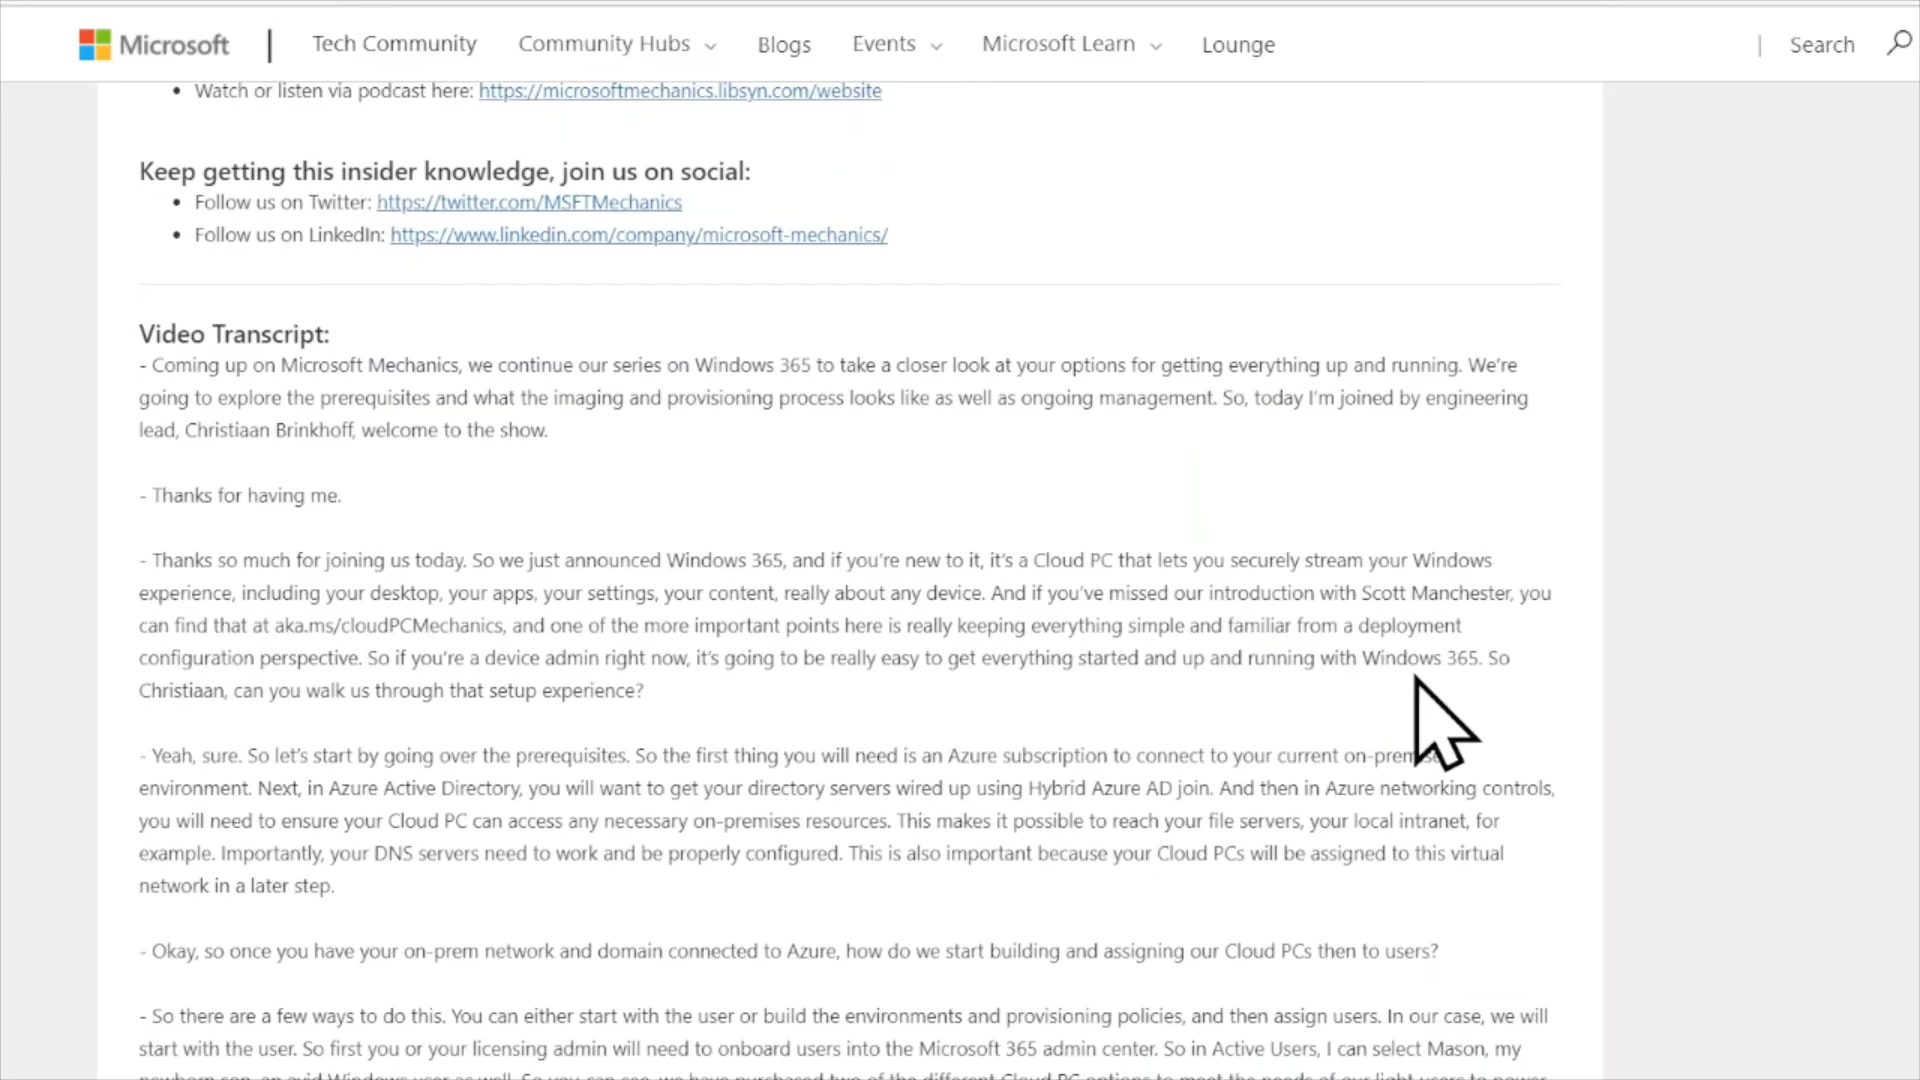 Microsoft | Tech Community Community Hubs Blogs Events Microsoft Learn Lounge | Search
• Watch or listen via podcast here: https://microsoftmechanics.libsyn.com/website
Keep getting this insider knowledge, join us on social:
• Follow us on Twitter: https://twitter.com/MSFTMechanics
• Follow us on LinkedIn: https://www.linkedin.com/company/microsoft-mechanics/
Video Transcript:
- Coming up on Microsoft Mechanics, we continue our series on Windows 365 to take a closer look at your options for getting everything up and running. We’re
going to explore the prerequisites and what the imaging and provisioning process looks like as well as ongoing management. So, today I’m joined by engineering
lead, Christiaan Brinkhoff, welcome to the show.
- Thanks for having me.
- Thanks so much for joining us today. So we just announced Windows 365, and if you’re new to it, it’s a Cloud PC that lets you securely stream your Windows
experience, including your desktop, your apps, your settings, your content, really about any device. And if you’ve missed our introduction with Scott Manchester, you
can find that at aka.ms/cloudPCMechanics, and one of the more important points here is really keeping everything simple and familiar from a deployment
configuration perspective. So if you’re a device admin right now, it’s going to be really easy to get everything started and up and running with Windows 365. So
Christiaan, can you walk us through that setup experience?
- Yeah, sure. So let’s start by going over the prerequisites. So the first thing you will need is an Azure subscription to connect to your current
environment. Next, in Azure Active Directory, you will want to get your directory servers wired up using Hybrid Azure AD join. And then in Azure networking controls,
you will need to ensure your Cloud PC can access any necessary on-premises resources. This makes it possible to reach your file servers, your local intranet, for
example. Importantly, your DNS servers need to work and be properly configured. This is also important because your Cloud PCs will be assigned to this virtual
network in a later step.
- Okay, so once you have your on-prem network and domain connected to Azure, how do we start building and assigning our Cloud PCs then to users?
- So there are a few ways to do this. You can either start with the user or build the environments and provisioning policies, and then assign users. In our case, we will
start with the user. So first you or your licensing admin will need to onboard users into the Microsoft 365 admin center. So in Active Users, I can select Mason, my